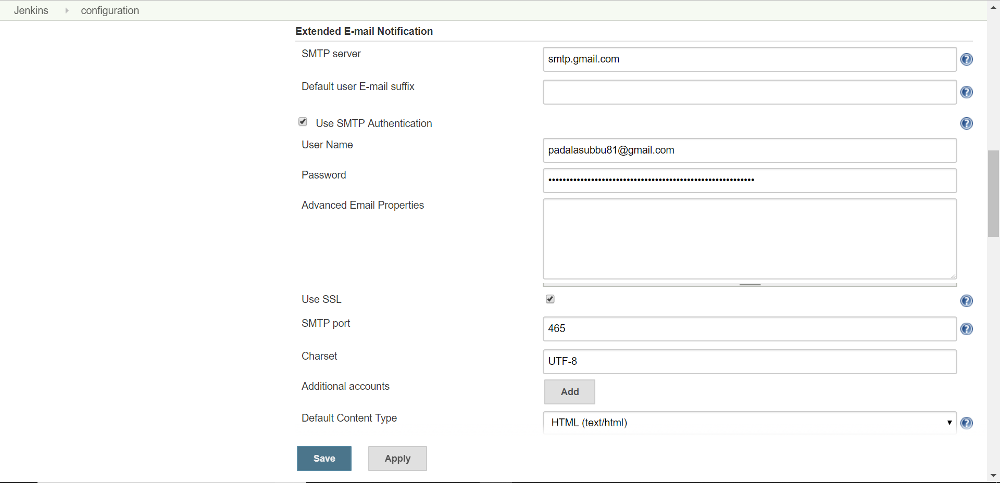 Jenkins configuration
Extended E-mail Notification
SMTP server
smtp.gmail.com
Default user E-mail suffix
Use SMTP Authentication
User Name
padalasubbu81@gmail.com
Password
••••••••••••••••••••••••••••••••••••••••••••••••••••••••••
Advanced Email Properties
Use SSL
SMTP port
465
Charset
UTF-8
Additional accounts
Add
Default Content Type
HTML (text/html)
Save Apply